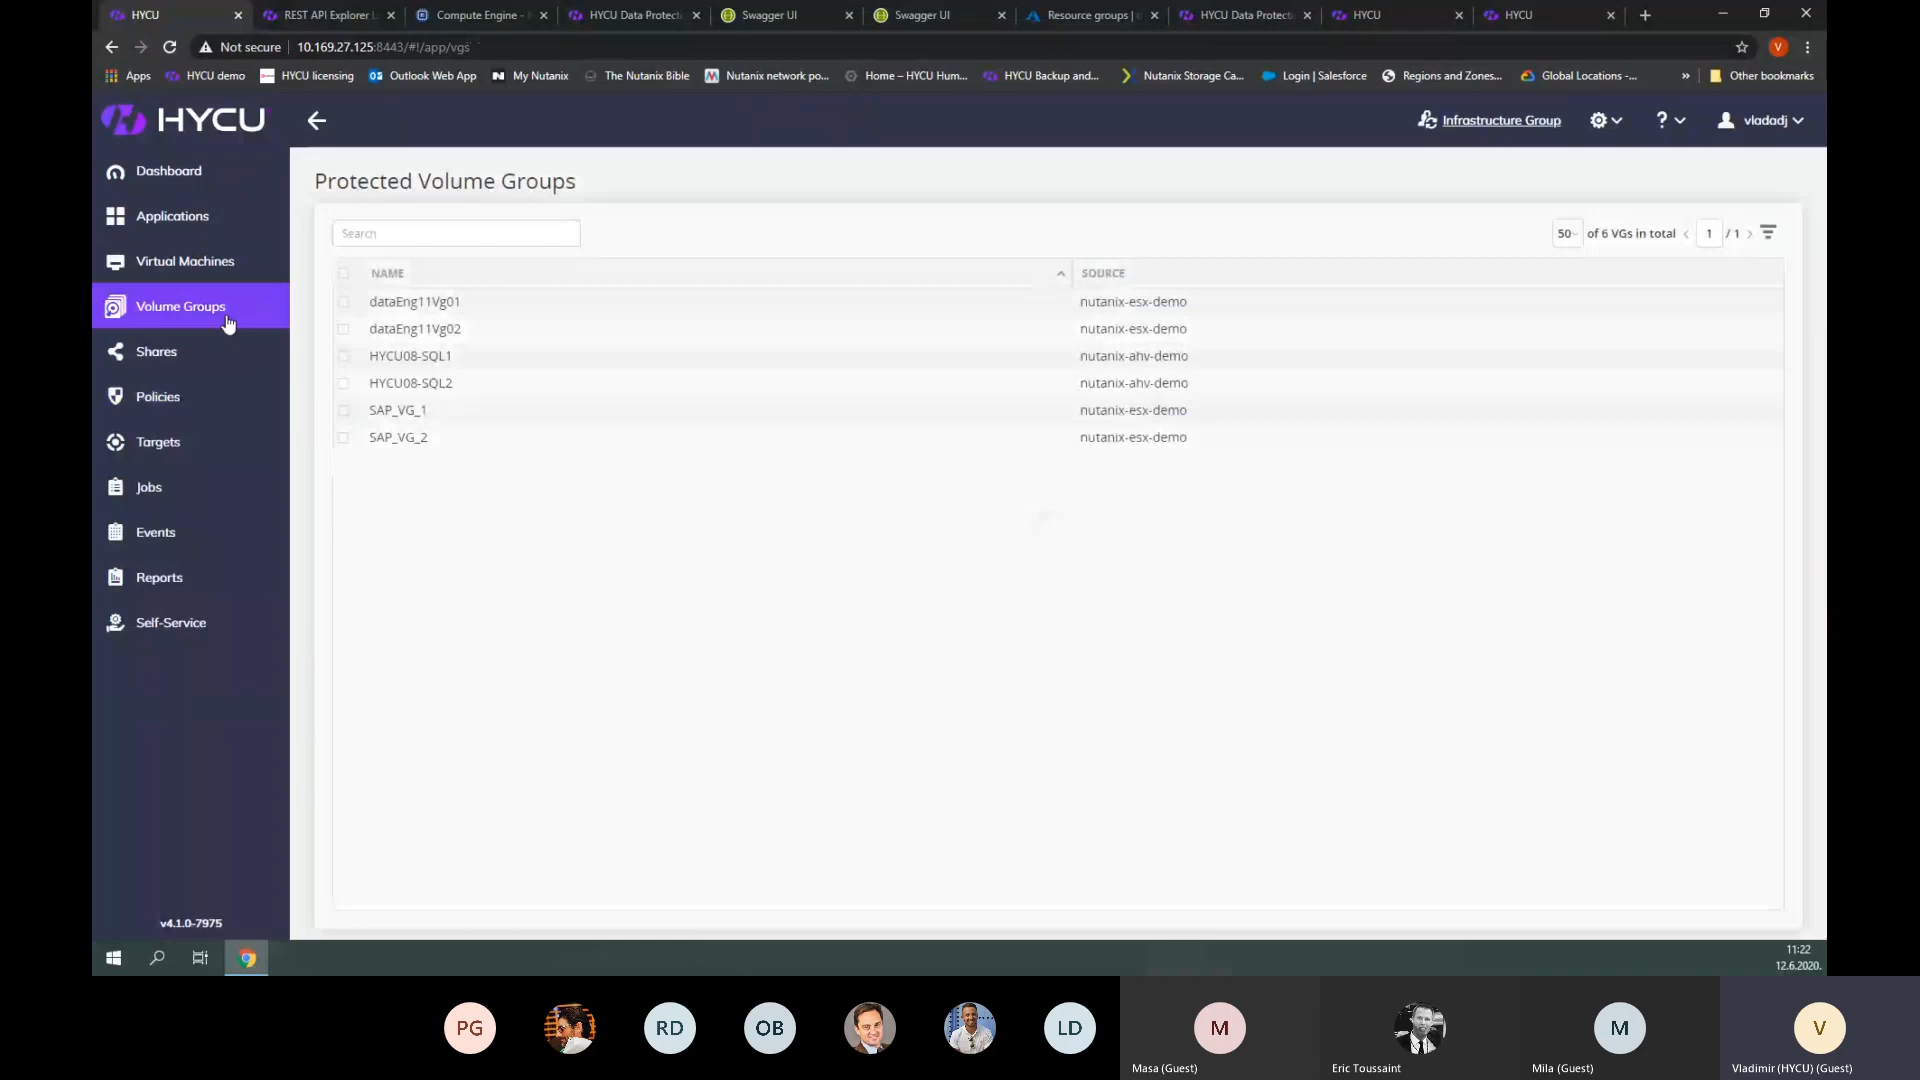 HYCU
REST API Explorer
Compute Engine -
HYCU Data Protect
Swagger UI
Swagger UI
Resource groups |
HYCU Data Protect
HYCU
HYCU
Not secure
10.169.27.125:8443/#!/app/vgs
V
Apps
HYCU demo
HYCU licensing
Outlook Web App
My Nutanix
The Nutanix Bible
Nutanix network po...
Home – HYCU Hum...
HYCU Backup and...
Nutanix Storage Ca...
Login | Salesforce
Regions and Zones...
Global Locations -...
»
Other bookmarks
HYCU
Infrastructure Group
?
vladadj
Dashboard
Applications
Virtual Machines
Volume Groups
Shares
Policies
Targets
Jobs
Events
Reports
Self-Service
v4.1.0-7975
Protected Volume Groups
Search
50 of 6 VGs in total < 1 / 1 >
NAME SOURCE
dataEng11Vg01 nutanix-esx-demo
dataEng11Vg02 nutanix-esx-demo
HYCU08-SQL1 nutanix-ahv-demo
HYCU08-SQL2 nutanix-ahv-demo
SAP_VG_1 nutanix-esx-demo
SAP_VG_2 nutanix-esx-demo
11:22
12.6.2020.
PG
RD
OB
LD
M
Masa (Guest)
Eric Toussaint
M
Mila (Guest)
V
Vladimir (HYCU) (Guest)